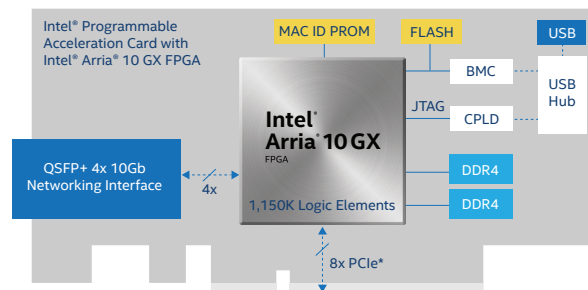 Intel® Programmable
Acceleration Card with
Intel® Arria® 10 GX FPGA
MAC ID PROM
FLASH
USB
BMC
USB
Hub
JTAG
CPLD
Intel®
Arria® 10 GX
FPGA
QSFP+ 4x 10Gb
Networking Interface
4x
DDR4
DDR4
1,150K Logic Elements
8x PCIe*